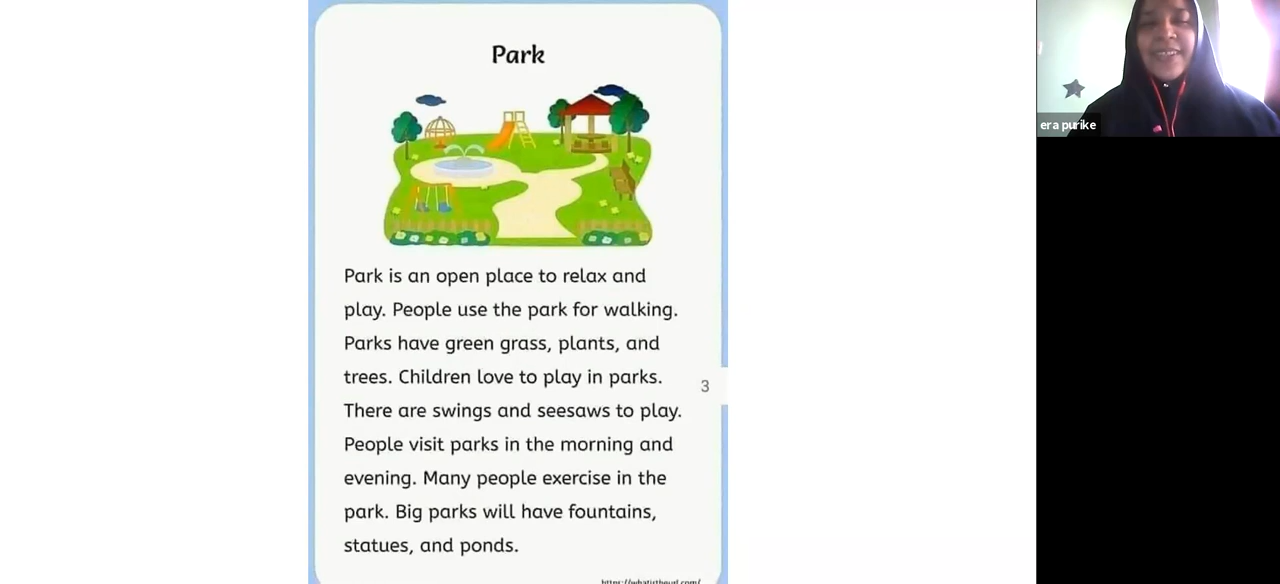 Park
Park is an open place to relax and
play. People use the park for walking.
Parks have green grass, plants, and
trees. Children love to play in parks.
There are swings and seesaws to play.
People visit parks in the morning and
evening. Many people exercise in the
park. Big parks will have fountains,
statues, and ponds.
3
https://whatistheurl.com/
era purike